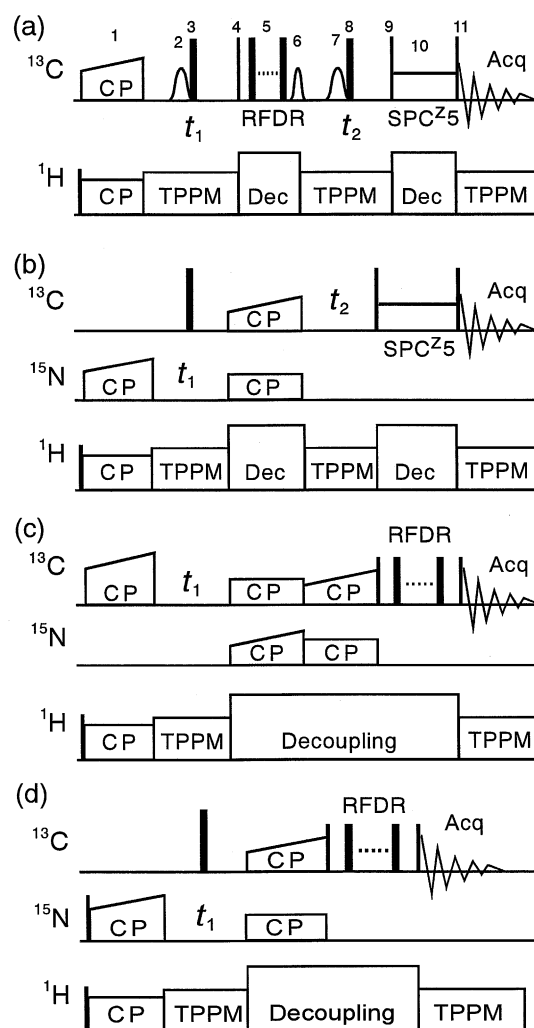 (a)
1 2 3 4 5 6 7 8 9 10 11
¹³C CP t₁ RFDR t₂ SPCᶻ5 Acq
¹H CP TPPM Dec TPPM Dec TPPM
(b)
¹³C CP t₂ SPCᶻ5 Acq
¹⁵N CP t₁ CP
¹H CP TPPM Dec TPPM Dec TPPM
(c)
RFDR
¹³C CP t₁ CP CP Acq
¹⁵N CP CP
¹H CP TPPM Decoupling TPPM
(d)
RFDR
¹³C CP Acq
¹⁵N CP t₁ CP
¹H CP TPPM Decoupling TPPM